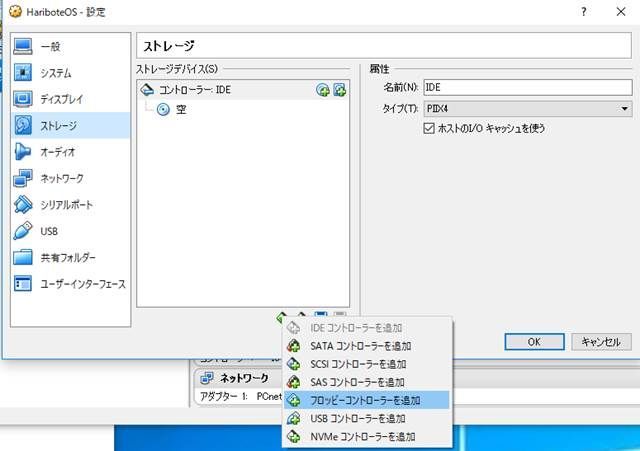 HariboteOS - 設定
一般
システム
ディスプレイ
ストレージ
オーディオ
ネットワーク
シリアルポート
USB
共有フォルダー
ユーザーインターフェース
ストレージ
ストレージデバイス(S)
コントローラー: IDE
空
属性
名前(N): IDE
タイプ(T): PIIX4
ホストのI/O キャッシュを使う
IDE コントローラーを追加
SATA コントローラーを追加
SCSI コントローラーを追加
SAS コントローラーを追加
フロッピーコントローラーを追加
USB コントローラーを追加
NVMe コントローラーを追加
OK
キャンセル
ネットワーク
アダプター 1: PCnet